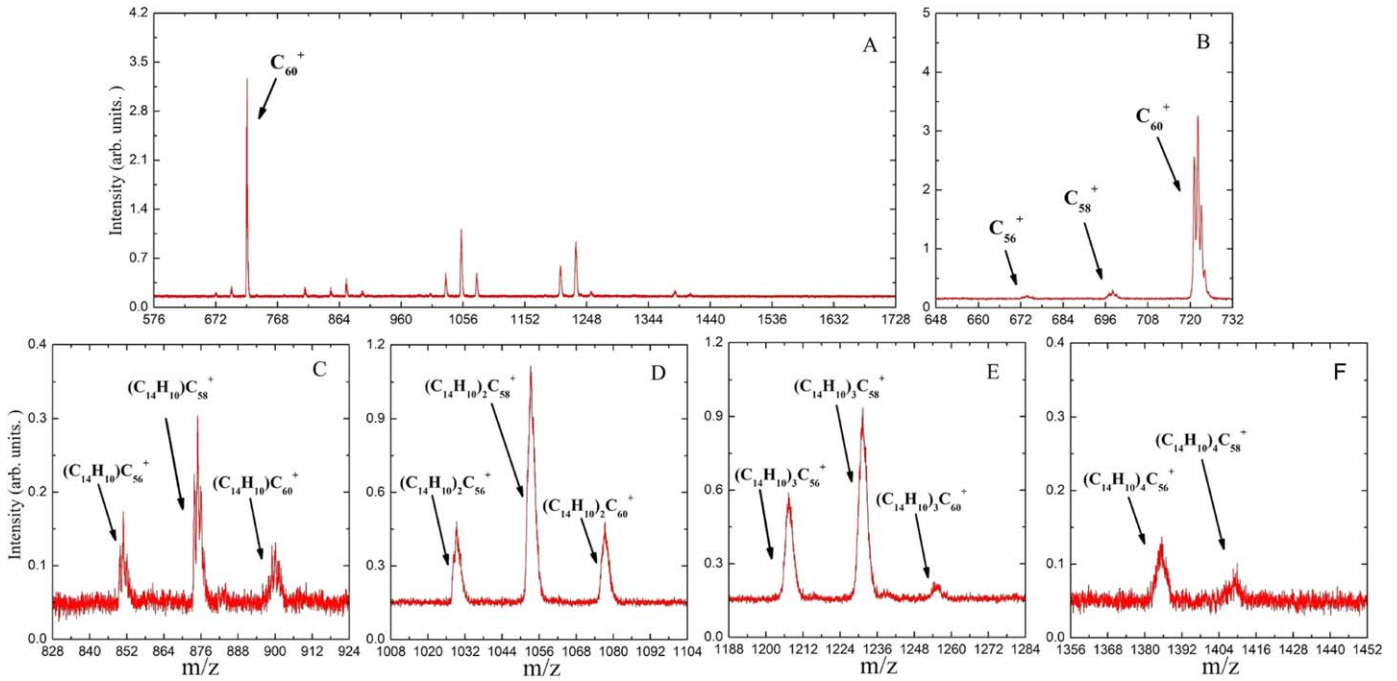 A
Intensity (arb. units. )
4.2
3.5
2.8
2.1
1.4
0.7
0.0
C₆₀⁺
576 672 768 864 960 1056 1152 1248 1344 1440 1536 1632 1728
B
5
4
3
2
1
0
C₅₆⁺
C₅₈⁺
C₆₀⁺
648 660 672 684 696 708 720 732
C
Intensity (arb. units. )
0.4
0.3
0.2
0.1
0.0
(C₁₄H₁₀)C₅₆⁺
(C₁₄H₁₀)C₅₈⁺
(C₁₄H₁₀)C₆₀⁺
828 840 852 864 876 888 900 912 924
m/z
D
1.2
0.9
0.6
0.3
0.0
(C₁₄H₁₀)₂C₅₆⁺
(C₁₄H₁₀)₂C₅₈⁺
(C₁₄H₁₀)₂C₆₀⁺
1008 1020 1032 1044 1056 1068 1080 1092 1104
m/z
E
1.2
0.9
0.6
0.3
0.0
(C₁₄H₁₀)₃C₅₆⁺
(C₁₄H₁₀)₃C₅₈⁺
(C₁₄H₁₀)₃C₆₀⁺
1188 1200 1212 1224 1236 1248 1260 1272 1284
m/z
F
0.4
0.3
0.2
0.1
0.0
(C₁₄H₁₀)₄C₅₆⁺
(C₁₄H₁₀)₄C₅₈⁺
1356 1368 1380 1392 1404 1416 1428 1440 1452
m/z